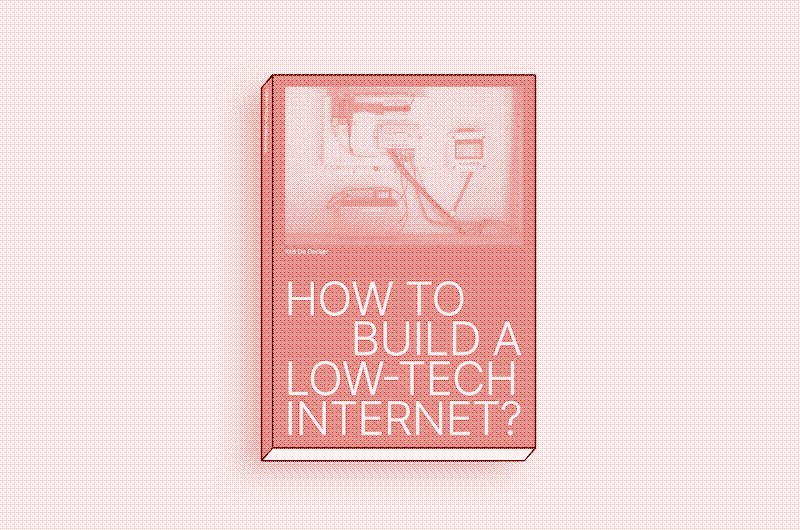 Kris De Decker
HOW TO
BUILD A
LOW-TECH
INTERNET?